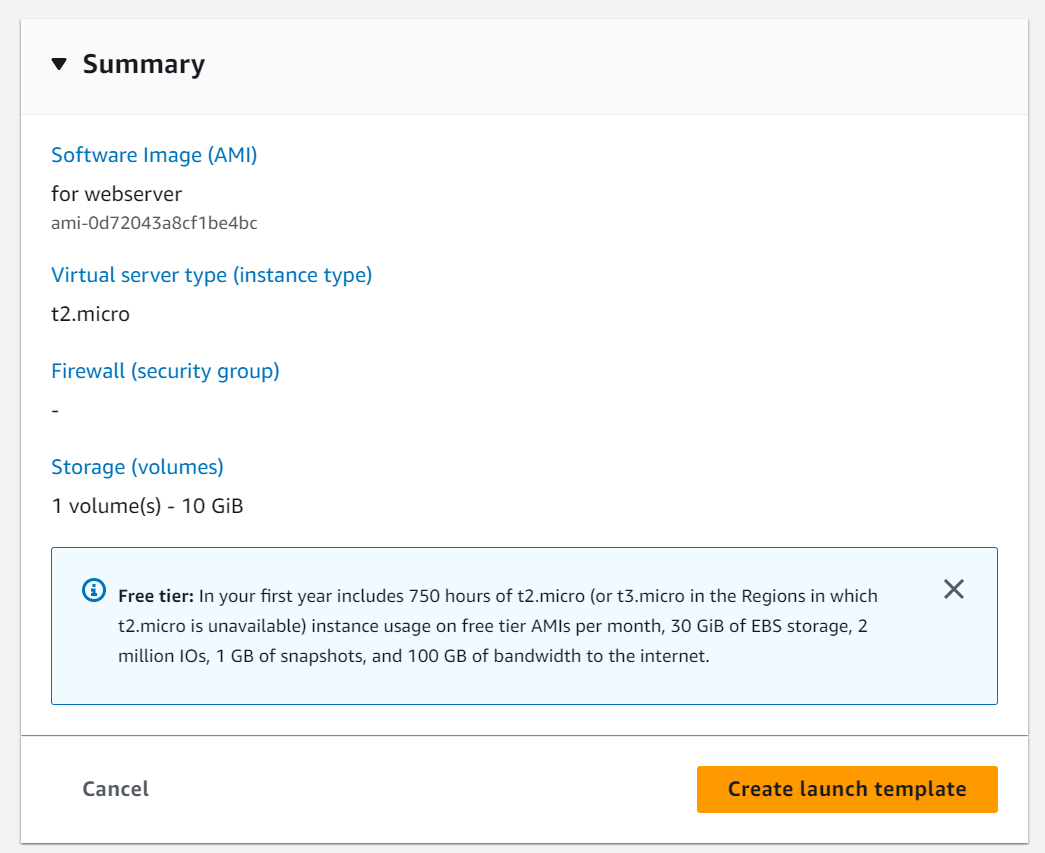 Summary
Software Image (AMI)
for webserver
ami-0d72043a8cf1be4bc
Virtual server type (instance type)
t2.micro
Firewall (security group)
-
Storage (volumes)
1 volume(s) - 10 GiB
Free tier: In your first year includes 750 hours of t2.micro (or t3.micro in the Regions in which
t2.micro is unavailable) instance usage on free tier AMIs per month, 30 GiB of EBS storage, 2
million IOs, 1 GB of snapshots, and 100 GB of bandwidth to the internet.
Cancel
Create launch template